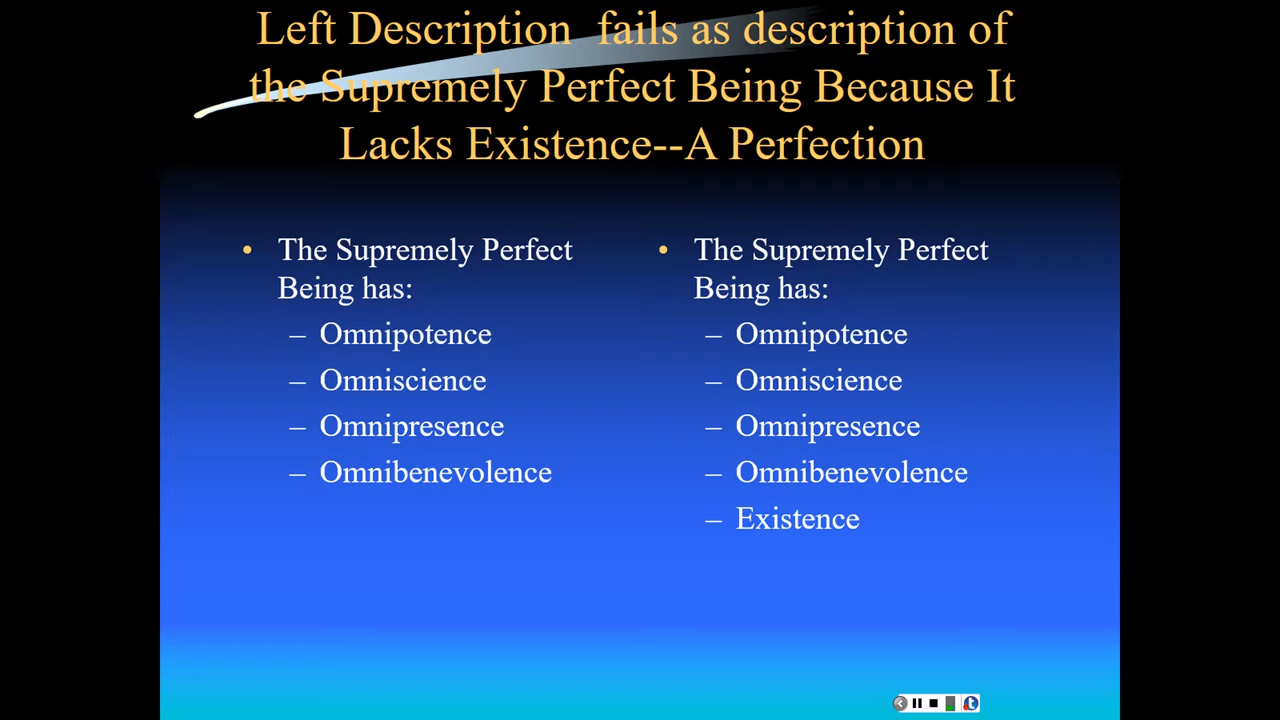 Left Description  fails as description of
the Supremely Perfect Being Because It
Lacks Existence--A Perfection
• The Supremely Perfect
Being has:
– Omnipotence
– Omniscience
– Omnipresence
– Omnibenevolence
• The Supremely Perfect
Being has:
– Omnipotence
– Omniscience
– Omnipresence
– Omnibenevolence
– Existence